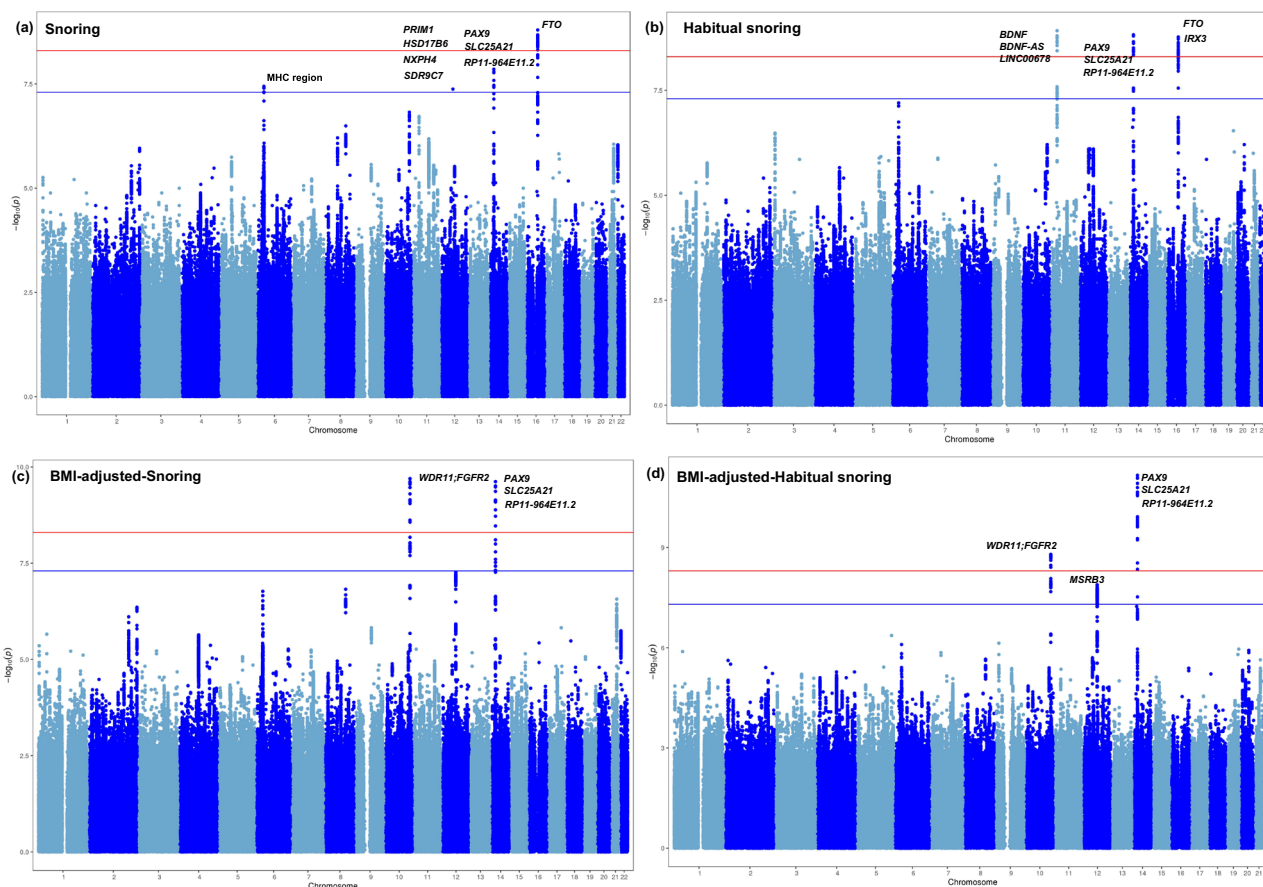 (a) Snoring
PRIM1
HSD17B6
NXPH4
SDR9C7
PAX9
SLC25A21
RP11-964E11.2
FTO
MHC region
7.5
5.0
2.5
0.0
−log10(p)
1 2 3 4 5 6 7 8 9 10 11 12 13 14 15 16 17 18 19 20 21 22
Chromosome
(b) Habitual snoring
BDNF
BDNF-AS
LINC00678
PAX9
SLC25A21
RP11-964E11.2
FTO
IRX3
7.5
5.0
2.5
0.0
−log10(p)
1 2 3 4 5 6 7 8 9 10 11 12 13 14 15 16 17 18 19 20 21
Chromosome
(c) BMI-adjusted-Snoring
WDR11;FGFR2
PAX9
SLC25A21
RP11-964E11.2
10.0
7.5
5.0
2.5
0.0
−log10(p)
1 2 3 4 5 6 7 8 9 10 11 12 13 14 15 16 17 18 19 20 21 22
Chromosome
(d) BMI-adjusted-Habitual snoring
PAX9
SLC25A21
RP11-964E11.2
WDR11;FGFR2
MSRB3
9
6
3
0
−log10(p)
1 2 3 4 5 6 7 8 9 10 11 12 13 14 15 16 17 18 19 20 21
Chromosome